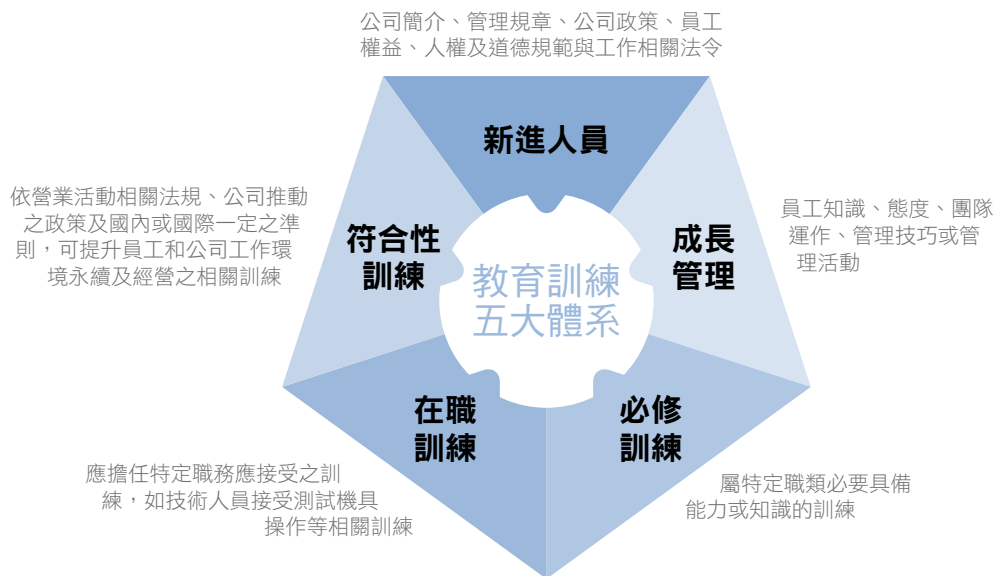 公司簡介、管理規章、公司政策、員工
權益、人權及道德規範與工作相關法令
新進人員
依營業活動相關法規、公司推動
之政策及國內或國際一定之準
則，可提升員工和公司工作環
境永續及經營之相關訓練
符合性
訓練
教育訓練
五大體系
成長
管理
員工知識、態度、團隊
運作、管理技巧或管
理活動
在職
訓練
必修
訓練
應擔任特定職務應接受之訓
練，如技術人員接受測試機具
操作等相關訓練
屬特定職類必要具備
能力或知識的訓練